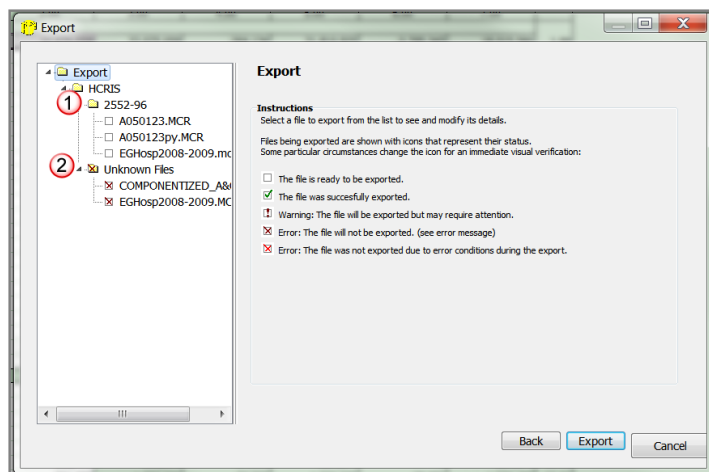 Export
Export
HCRIS
1
2552-96
A050123.MCR
A050123py.MCR
EGHosp2008-2009.mc
2
Unknown Files
COMPONENTIZED_A&
EGHosp2008-2009.MC
Export
Instructions
Select a file to export from the list to see and modify its details.
Files being exported are shown with icons that represent their status.
Some particular circumstances change the icon for an immediate visual verification:
The file is ready to be exported.
The file was succesfully exported.
Warning: The file will be exported but may require attention.
Error: The file will not be exported. (see error message)
Error: The file was not exported due to error conditions during the export.
Back
Export
Cancel